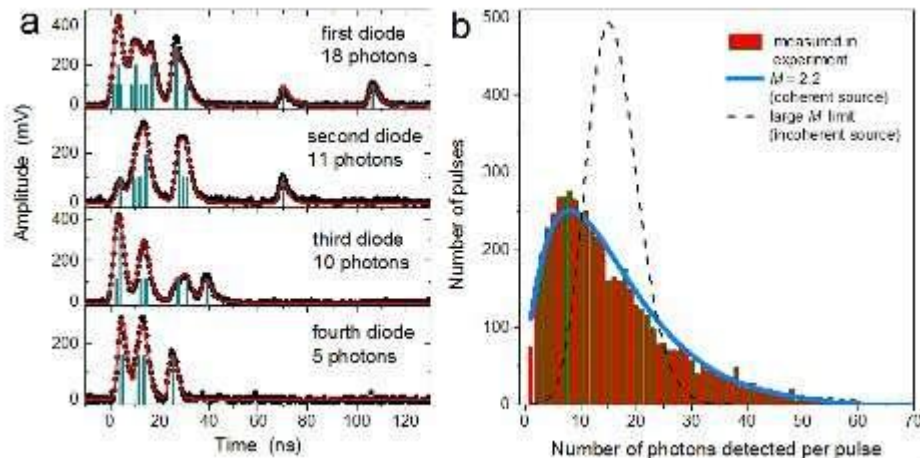 a
400
200
0
200
0
400
200
0
200
0
Amplitude (mV)
first diode
18 photons
second diode
11 photons
third diode
10 photons
fourth diode
5 photons
0 20 40 60 80 100 120
Time (ns)
b
500
400
300
200
100
0
Number of pulses
measured in
experiment
M = 2.2
(coherent source)
large M limit
(incoherent source)
0 10 20 30 40 50 60 70
Number of photons detected per pulse